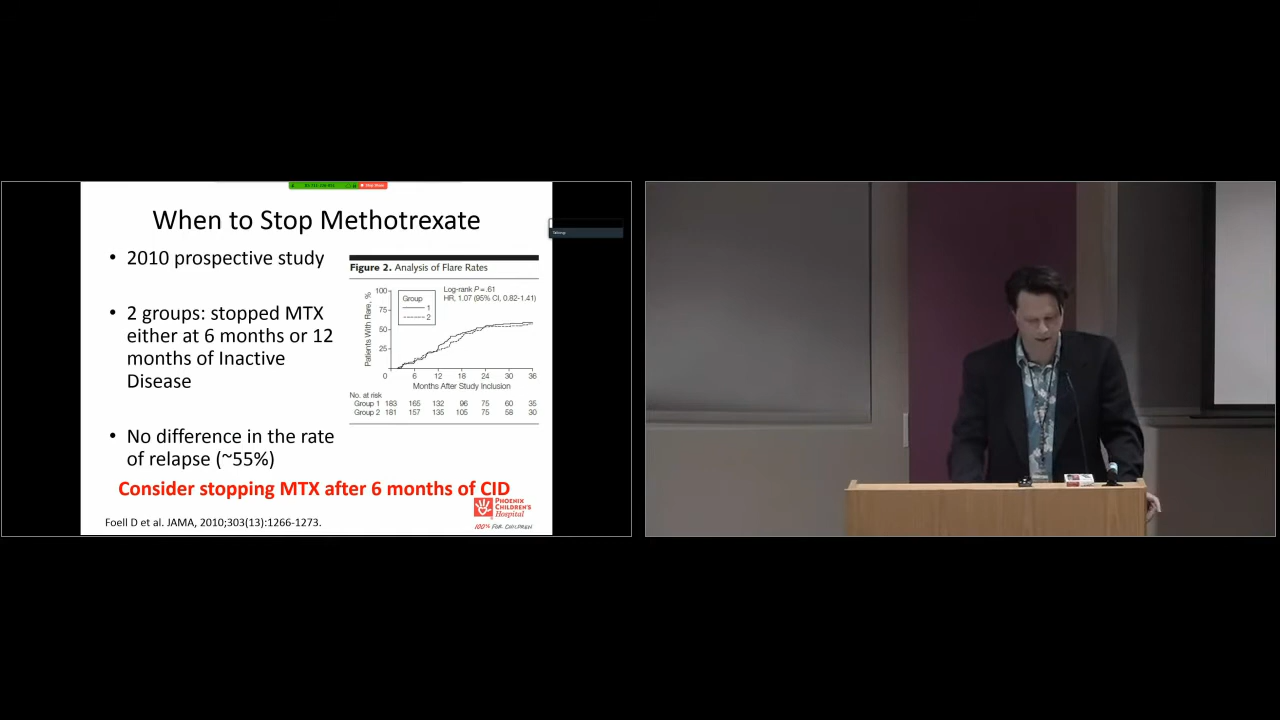 When to Stop Methotrexate
• 2010 prospective study
• 2 groups: stopped MTX
either at 6 months or 12
months of Inactive
Disease
• No difference in the rate
of relapse (~55%)
Consider stopping MTX after 6 months of CID
Foell D et al. JAMA, 2010;303(13):1266-1273.
Figure 2. Analysis of Flare Rates
Log-rank P=.61
HR, 1.07 (95% CI, 0.82-1.41)
Group
1
2
Patients With Flare, %
100
75
50
25
0 6 12 18 24 30 36
Months After Study Inclusion
No. at risk
Group 1 183 165 132 96 75 60 35
Group 2 181 157 135 105 75 58 30
PHOENIX
CHILDREN'S
Hospital
100% FOR CHILDREN